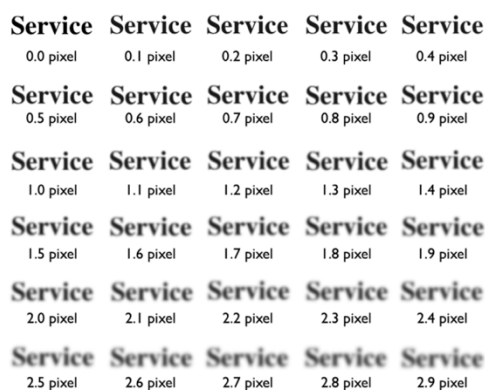 Service Service Service Service Service
0.0 pixel 0.1 pixel 0.2 pixel 0.3 pixel 0.4 pixel
Service Service Service Service Service
0.5 pixel 0.6 pixel 0.7 pixel 0.8 pixel 0.9 pixel
Service Service Service Service Service
1.0 pixel 1.1 pixel 1.2 pixel 1.3 pixel 1.4 pixel
Service Service Service Service Service
1.5 pixel 1.6 pixel 1.7 pixel 1.8 pixel 1.9 pixel
Service Service Service Service Service
2.0 pixel 2.1 pixel 2.2 pixel 2.3 pixel 2.4 pixel
Service Service Service Service Service
2.5 pixel 2.6 pixel 2.7 pixel 2.8 pixel 2.9 pixel